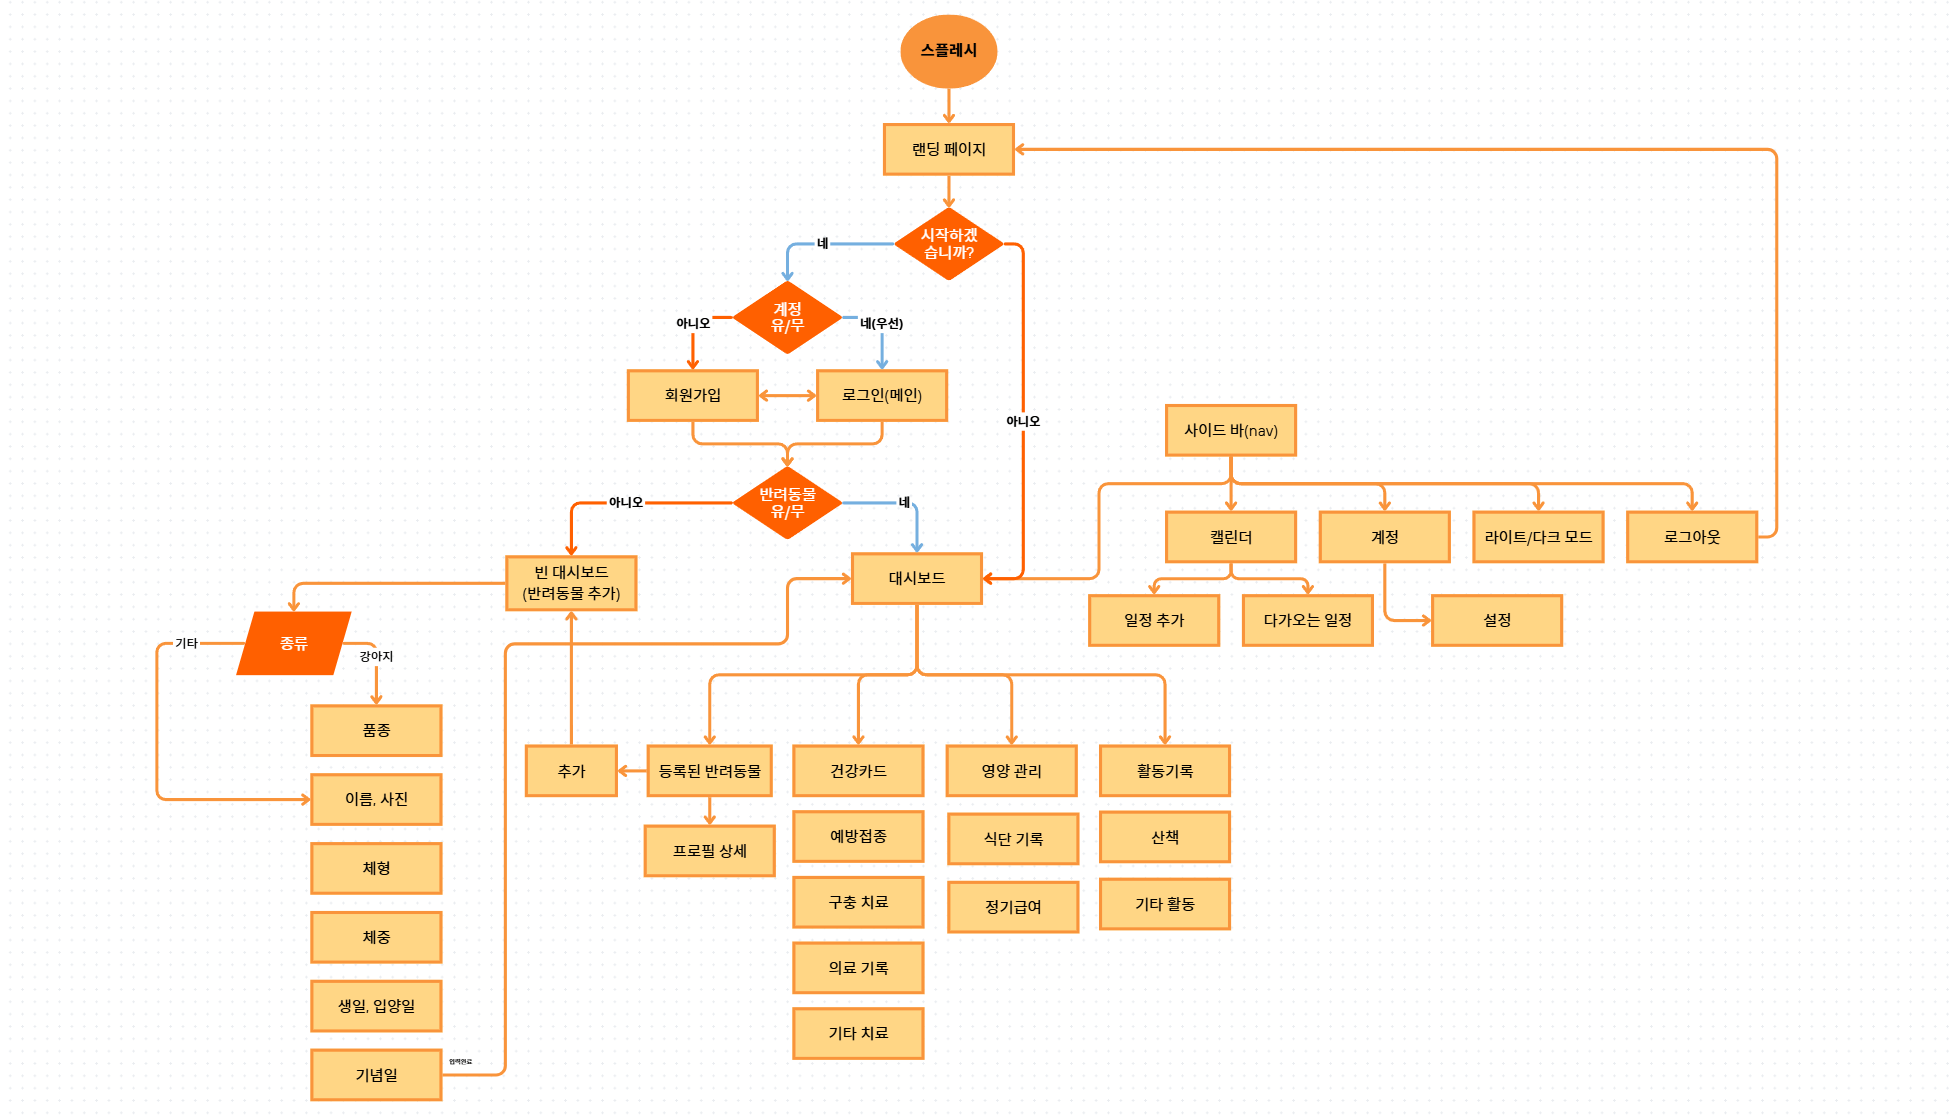 스플레시
랜딩 페이지
시작하겠
습니까?
네
계정
유/무
아니오
네(우선)
회원가입
로그인(메인)
아니오
사이드 바(nav)
반려동물
유/무
아니오
네
캘린더
계정
라이트/다크 모드
로그아웃
빈 대시보드
(반려동물 추가)
대시보드
일정 추가
다가오는 일정
설정
종류
기타
강아지
품종
이름, 사진
체형
체중
생일, 입양일
기념일
입력완료
추가
등록된 반려동물
프로필 상세
건강카드
예방접종
구충 치료
의료 기록
기타 치료
영양 관리
식단 기록
정기급여
활동기록
산책
기타 활동